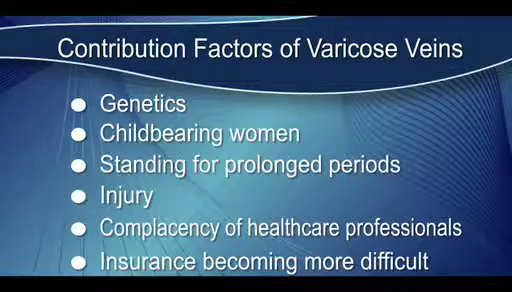 Contribution Factors of Varicose Veins
● Genetics
● Childbearing women
● Standing for prolonged periods
● Injury
● Complacency of healthcare professionals
● Insurance becoming more difficult